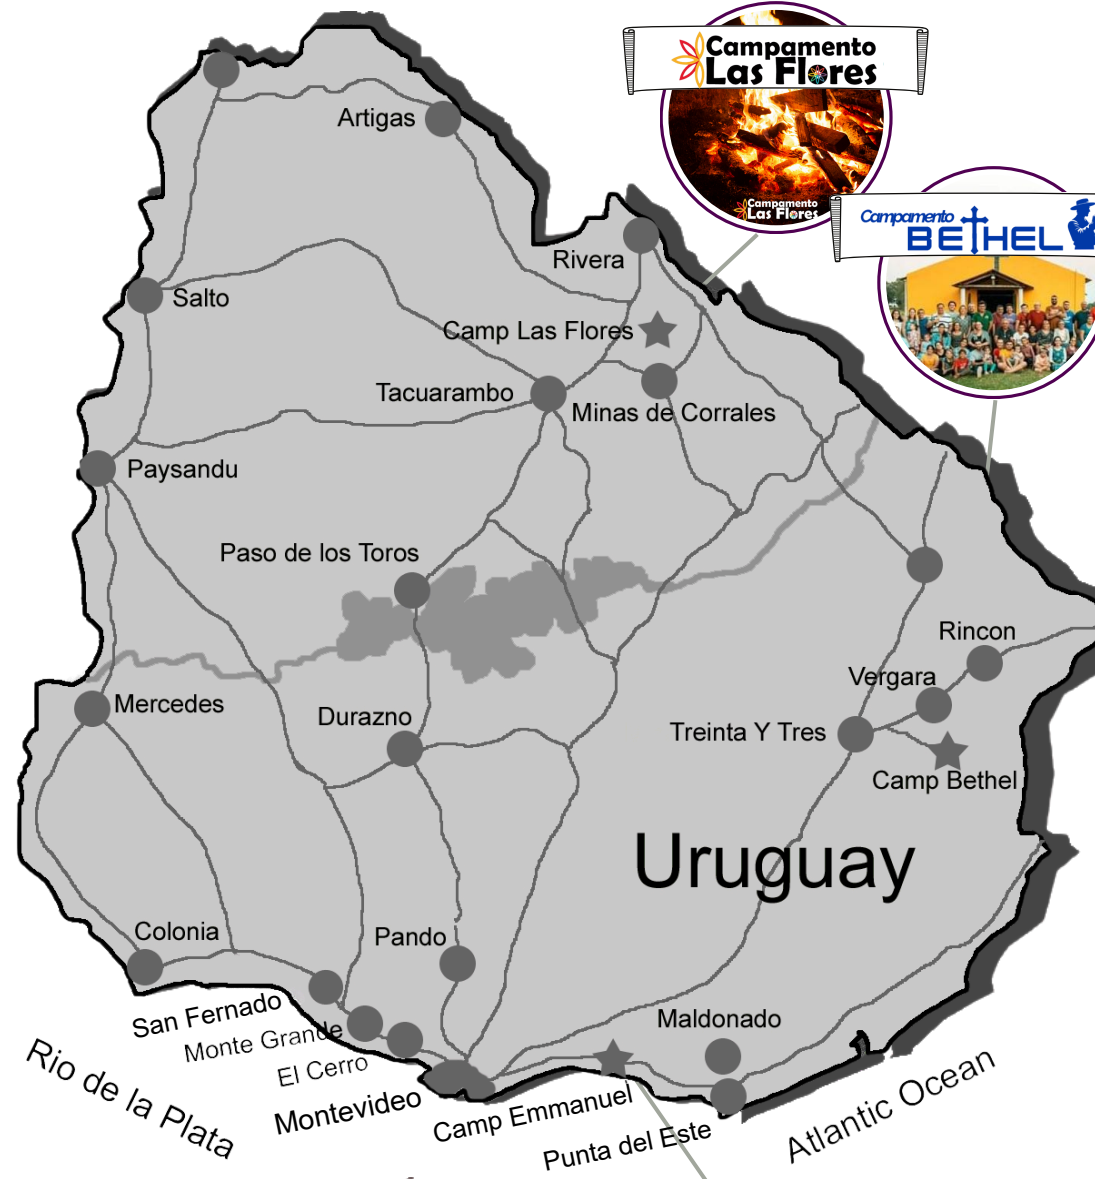 Campamento
Las Flores
Campamento
Las Flores
Campamento
BETHEL
Artigas
Rivera
Salto
Camp Las Flores
Tacuarambo
Minas de Corrales
Paysandu
Paso de los Toros
Rincon
Vergara
Mercedes
Durazno
Treinta Y Tres
Camp Bethel
Uruguay
Colonia
Pando
San Fernado
Maldonado
Monte Grande
El Cerro
Rio de la Plata
Montevideo
Camp Emmanuel
Punta del Este
Atlantic Ocean